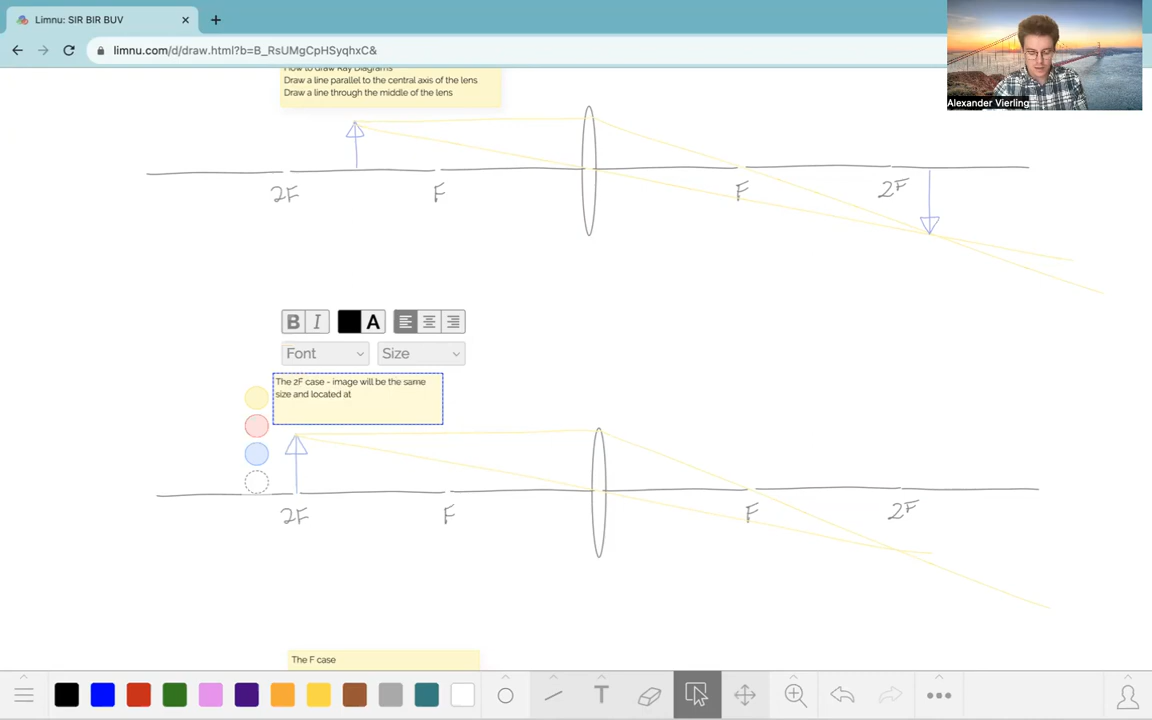 Limnu: SIR BIR BUV
limnu.com/d/draw.html?b=B_RsUMgCpHSyqhxC&
How to draw Ray Diagrams
Draw a line parallel to the central axis of the lens
Draw a line through the middle of the lens
Alexander Vierling
2F F F 2F
B I A
Font Size
The 2F case - image will be the same
size and located at
2F F F 2F
The F case
T